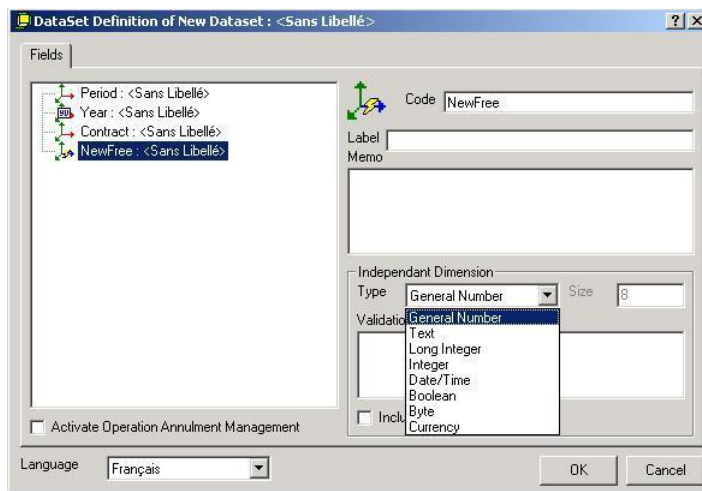 DataSet Definition of New Dataset : <Sans Libellé>
Fields
Period : <Sans Libellé>
Year : <Sans Libellé>
Contract : <Sans Libellé>
NewFree : <Sans Libellé>
Code NewFree
Label
Memo
Independant Dimension
Type General Number Size 8
General Number
Text
Long Integer
Integer
Date/Time
Boolean
Byte
Currency
Activate Operation Annulment Management
Language Français
OK Cancel